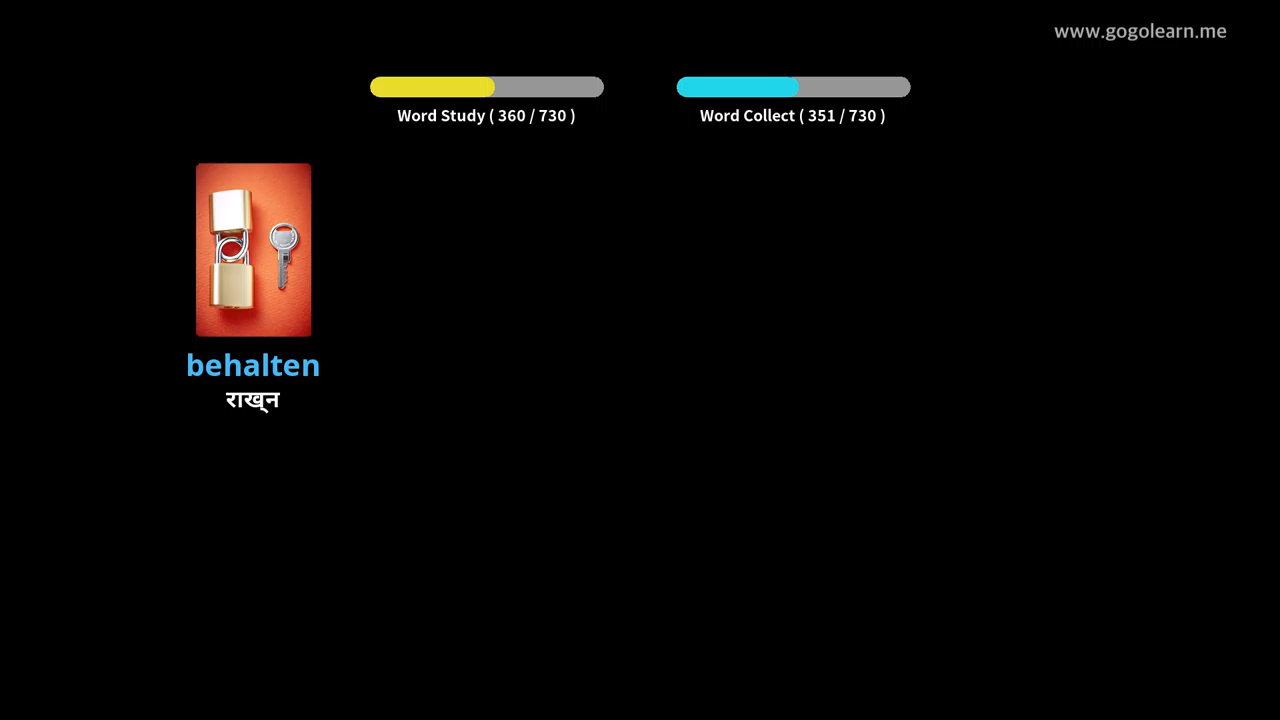 www.gogolearn.me
Word Study ( 360 / 730 )
Word Collect ( 351 / 730 )
behalten
राख्न